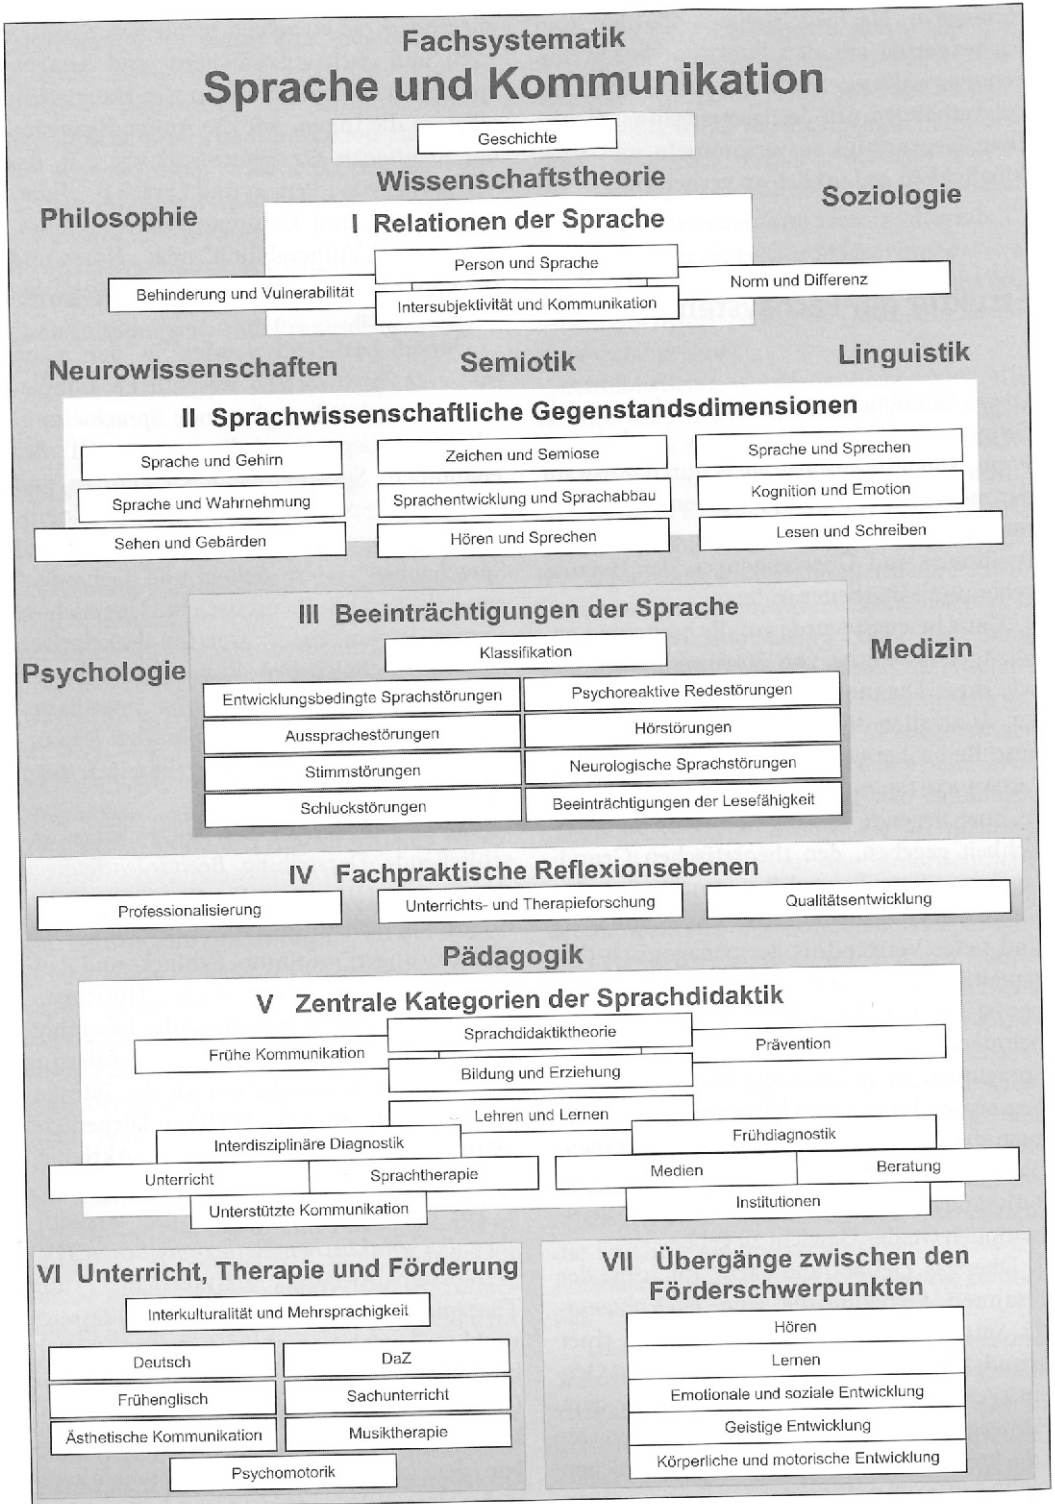 Fachsystematik
Sprache und Kommunikation
Geschichte
Wissenschaftstheorie
Philosophie
Soziologie
I Relationen der Sprache
Person und Sprache
Behinderung und Vulnerabilität
Norm und Differenz
Intersubjektivität und Kommunikation
Neurowissenschaften
Semiotik
Linguistik
II Sprachwissenschaftliche Gegenstandsdimensionen
Sprache und Gehirn
Zeichen und Semiose
Sprache und Sprechen
Sprache und Wahrnehmung
Sprachentwicklung und Sprachabbau
Kognition und Emotion
Sehen und Gebärden
Hören und Sprechen
Lesen und Schreiben
III Beeinträchtigungen der Sprache
Klassifikation
Psychologie
Medizin
Entwicklungsbedingte Sprachstörungen
Psychoreaktive Redestörungen
Aussprachestörungen
Hörstörungen
Stimmstörungen
Neurologische Sprachstörungen
Schluckstörungen
Beeinträchtigungen der Lesefähigkeit
IV Fachpraktische Reflexionsebenen
Professionalisierung
Unterrichts- und Therapieforschung
Qualitätsentwicklung
Pädagogik
V Zentrale Kategorien der Sprachdidaktik
Sprachdidaktiktheorie
Frühe Kommunikation
Prävention
Bildung und Erziehung
Lehren und Lernen
Interdisziplinäre Diagnostik
Frühdiagnostik
Unterricht
Sprachtherapie
Medien
Beratung
Unterstützte Kommunikation
Institutionen
VI Unterricht, Therapie und Förderung
Interkulturalität und Mehrsprachigkeit
Deutsch
DaZ
Frühenglisch
Sachunterricht
Ästhetische Kommunikation
Musiktherapie
Psychomotorik
VII Übergänge zwischen den
Förderschwerpunkten
Hören
Lernen
Emotionale und soziale Entwicklung
Geistige Entwicklung
Körperliche und motorische Entwicklung